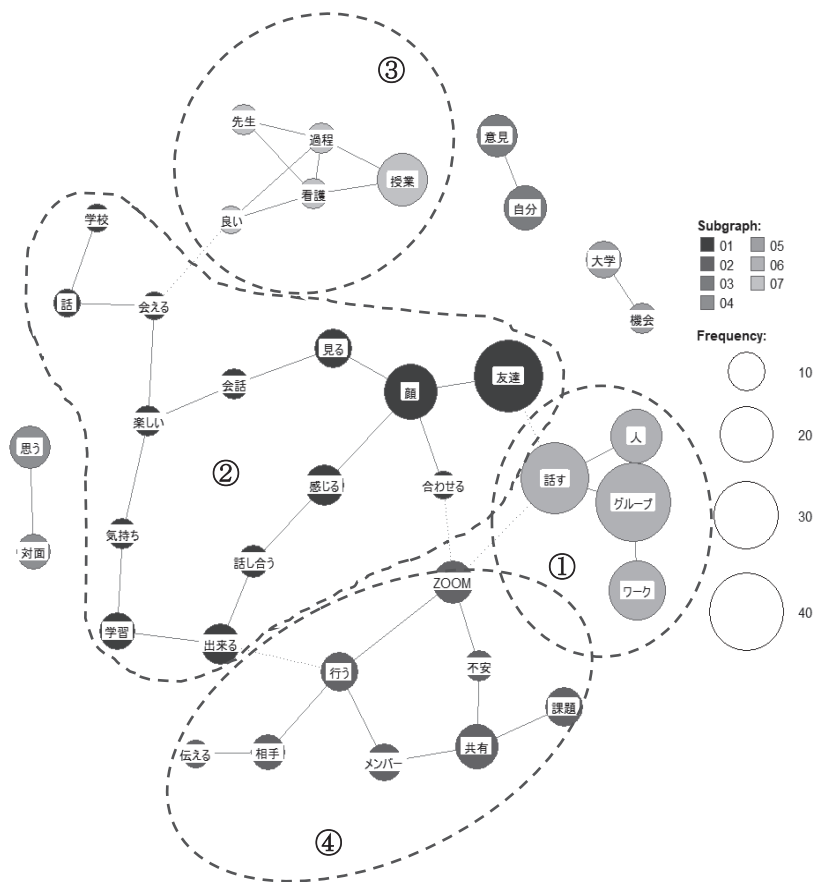 ③
先生
過程
意見
授業
看護
自分
良い
学校
Subgraph:
01 05
02 06
03 07
04
大学
話
会える
機会
Frequency:
見る
10
友達
会話
顔
楽しい
20
人
思う
②
話す
感じる
合わせる
グループ
30
気持ち
対面
話し合う
①
ZOOM
ワーク
40
学習
出来る
行う
不安
課題
伝える
相手
メンバー
共有
④